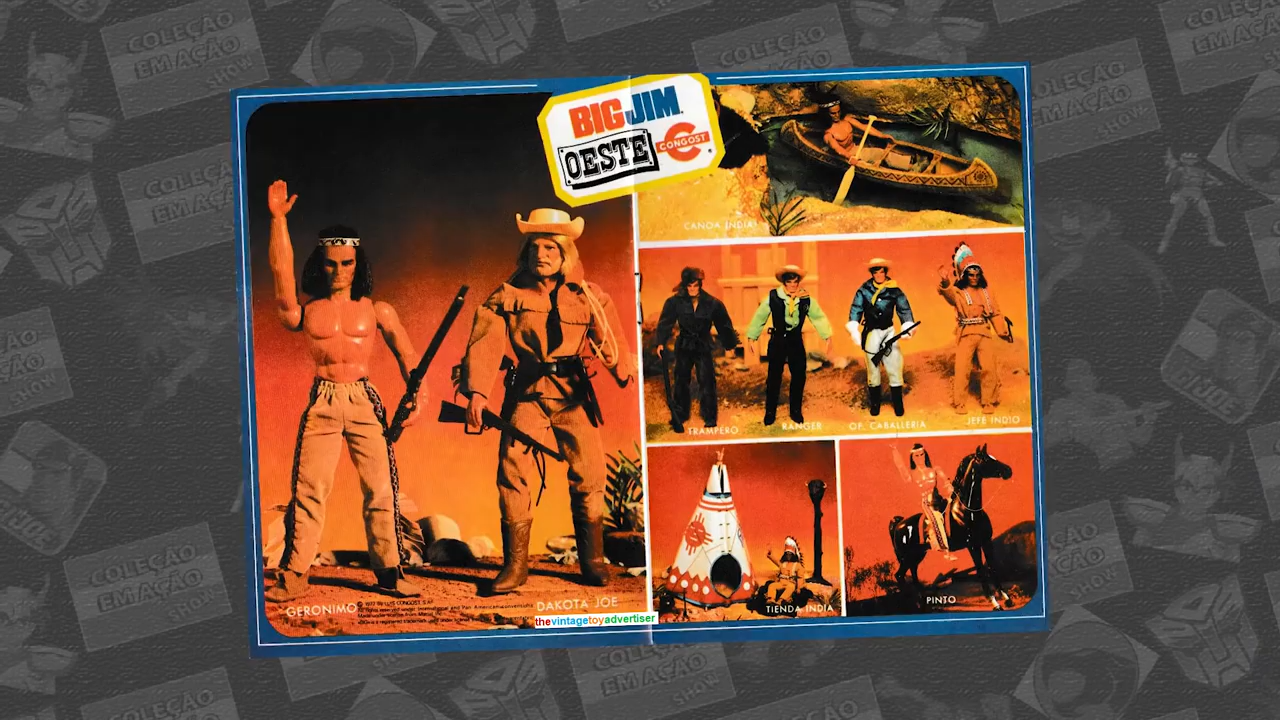 BIG JIM
OESTE
CONGOST
CANOA INDIA
TRAMPERO
RANGER
OF. CABALLERIA
JEFE INDIO
GERONIMO
DAKOTA JOE
TIENDA INDIA
PINTO
thevintagetoyadvertiser
COLEÇÃO
EM AÇÃO
SHOW